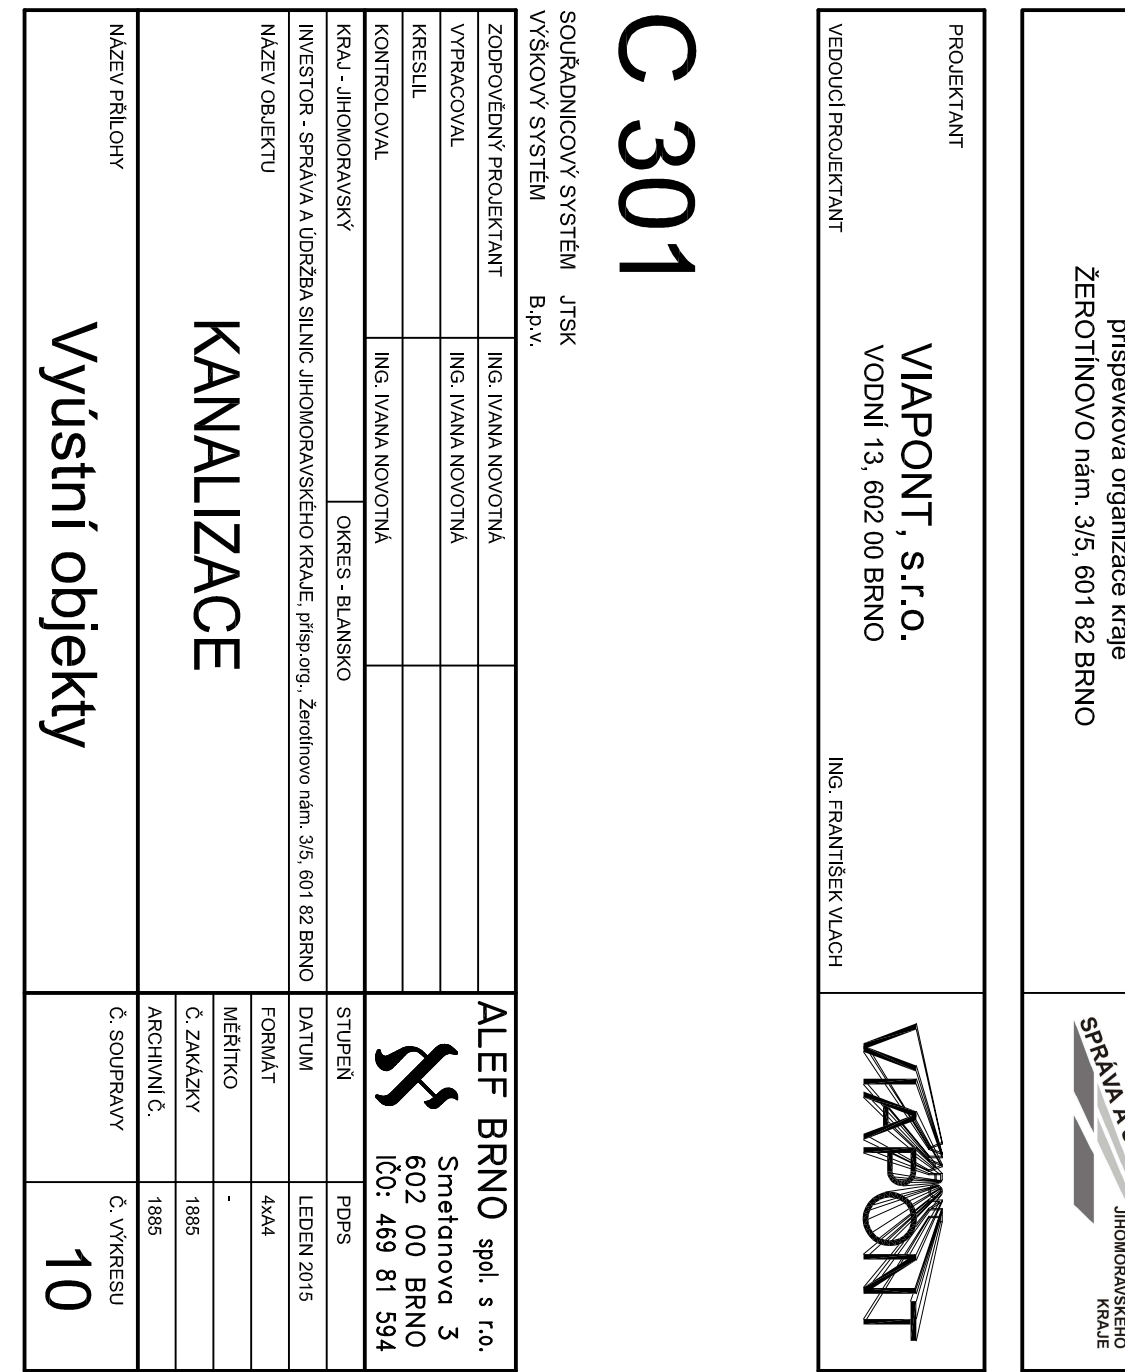 příspěvková organizace kraje
ŽEROTÍNOVO nám. 3/5, 601 82 BRNO
SPRÁVA A
JIHOMORAVSKÉHO
KRAJE
PROJEKTANT
VIAPONT, s.r.o.
VODNÍ 13, 602 00 BRNO
VEDOUCÍ PROJEKTANT
ING. FRANTIŠEK VLACH
VIAPONT
C 301
SOUŘADNICOVÝ SYSTÉM JTSK
VÝŠKOVÝ SYSTÉM B.p.v.
ZODPOVĚDNÝ PROJEKTANT ING. IVANA NOVOTNÁ
VYPRACOVAL ING. IVANA NOVOTNÁ
KRESLIL
KONTROLOVAL ING. IVANA NOVOTNÁ
ALEF BRNO spol. s r.o.
Smetanova 3
602 00 BRNO
IČO: 469 81 594
KRAJ - JIHOMORAVSKÝ OKRES - BLANSKO
STUPEŇ PDPS
INVESTOR - SPRÁVA A ÚDRŽBA SILNIC JIHOMORAVSKÉHO KRAJE, přísp.org., Žerotínovo nám. 3/5, 601 82 BRNO
DATUM LEDEN 2015
NÁZEV OBJEKTU
KANALIZACE
FORMÁT 4xA4
MĚŘÍTKO -
Č. ZAKÁZKY 1885
ARCHIVNÍ Č. 1885
NÁZEV PŘÍLOHY
Vyústní objekty
Č. SOUPRAVY
Č. VÝKRESU
10